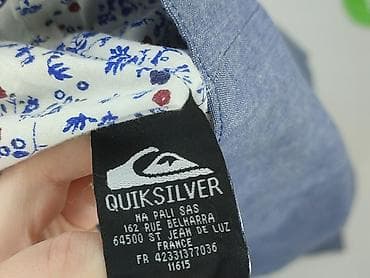 QUIKSILVER
NA PALI SAS
162 RUE BELHARRA
64500 ST JEAN DE LUZ
FRANCE
FR 42331377036
11615